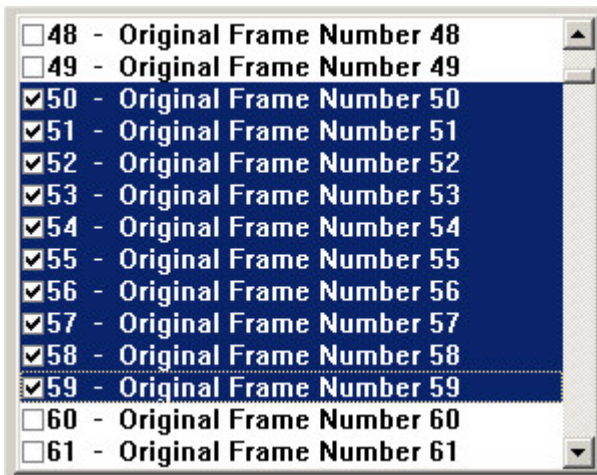 48 - Original Frame Number 48
49 - Original Frame Number 49
50 - Original Frame Number 50
51 - Original Frame Number 51
52 - Original Frame Number 52
53 - Original Frame Number 53
54 - Original Frame Number 54
55 - Original Frame Number 55
56 - Original Frame Number 56
57 - Original Frame Number 57
58 - Original Frame Number 58
59 - Original Frame Number 59
60 - Original Frame Number 60
61 - Original Frame Number 61